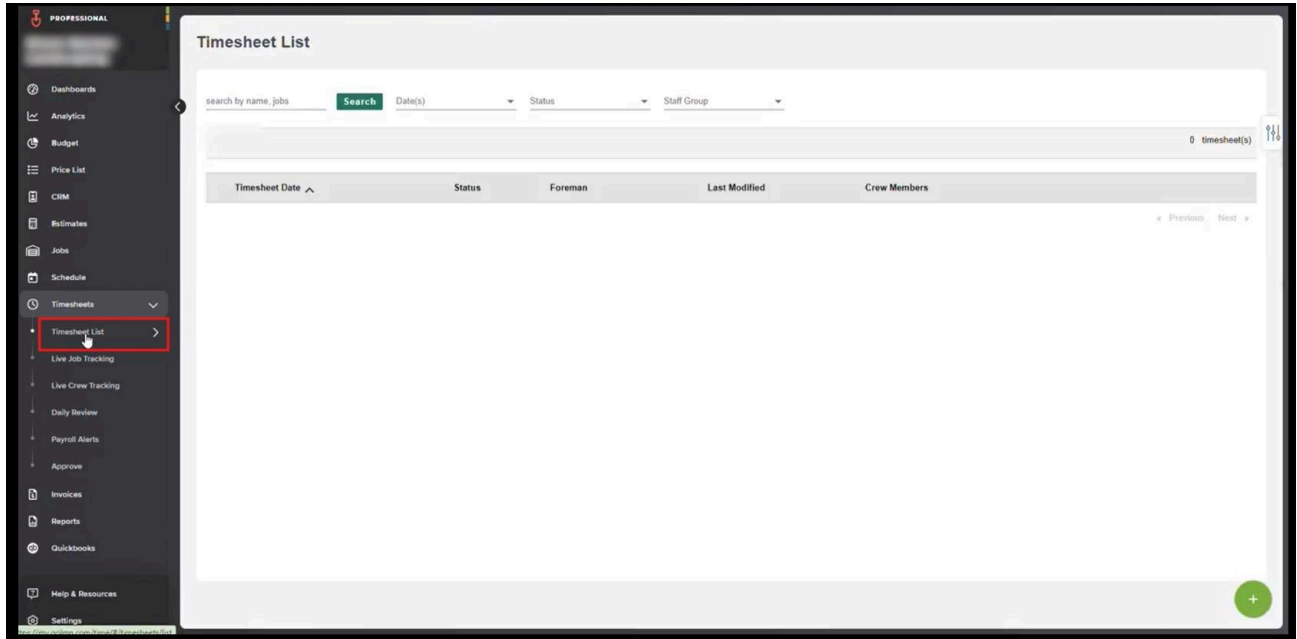 PROFESSIONAL
Dashboards
Analytics
Budget
Price List
CRM
Estimates
Jobs
Schedule
Timesheets
Timesheet List
Live Job Tracking
Live Crew Tracking
Daily Review
Payroll Alerts
Approve
Invoices
Reports
Quickbooks
Help & Resources
Settings
Timesheet List
search by name, jobs Search Date(s) Status Staff Group
0 timesheet(s)
Timesheet Date Status Foreman Last Modified Crew Members
« Previous Next »
+